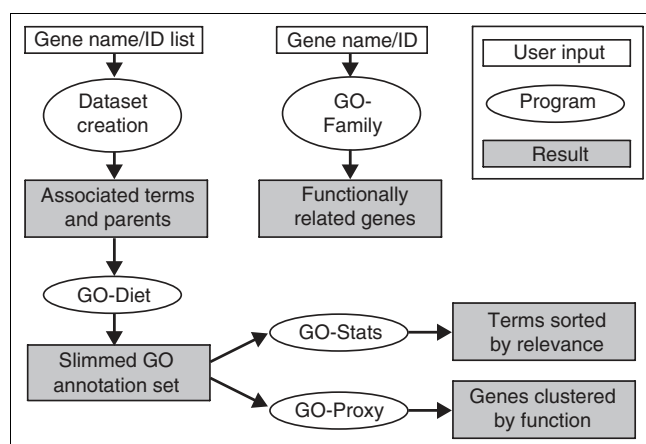 Gene name/ID list
Dataset
creation
Associated terms
and parents
GO-Diet
Slimmed GO
annotation set
Gene name/ID
GO-
Family
Functionally
related genes
GO-Stats
Terms sorted
by relevance
GO-Proxy
Genes clustered
by function
User input
Program
Result